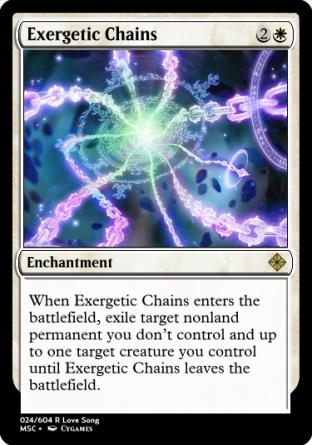 Exergetic Chains 2
Enchantment
When Exergetic Chains enters the
battlefield, exile target nonland
permanent you don't control and up
to one target creature you control
until Exergetic Chains leaves the
battlefield.
024/604 R Love Song
MSC • Cygames